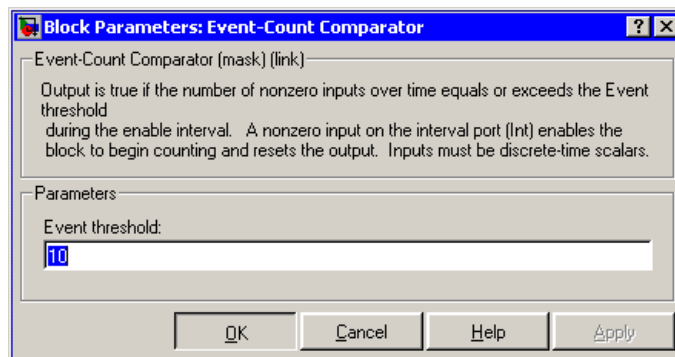 Block Parameters: Event-Count Comparator
Event-Count Comparator (mask) (link)
Output is true if the number of nonzero inputs over time equals or exceeds the Event
threshold
during the enable interval. A nonzero input on the interval port (Int) enables the
block to begin counting and resets the output. Inputs must be discrete-time scalars.
Parameters
Event threshold:
10
OK Cancel Help Apply